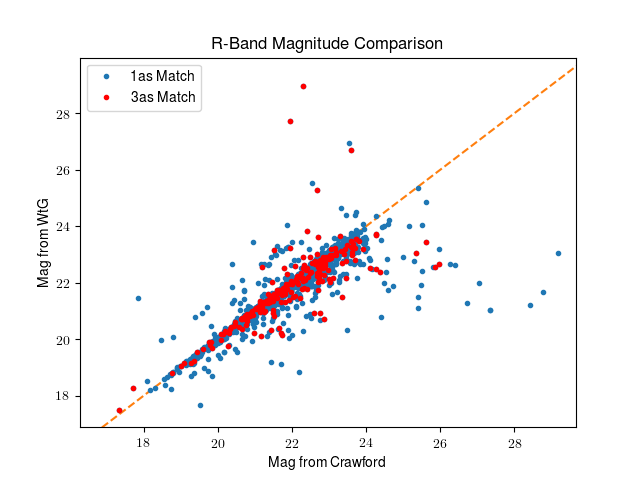 R-Band Magnitude Comparison
1as Match
3as Match
Mag from WtG
28
26
24
22
20
18
18 20 22 24 26 28
Mag from Crawford